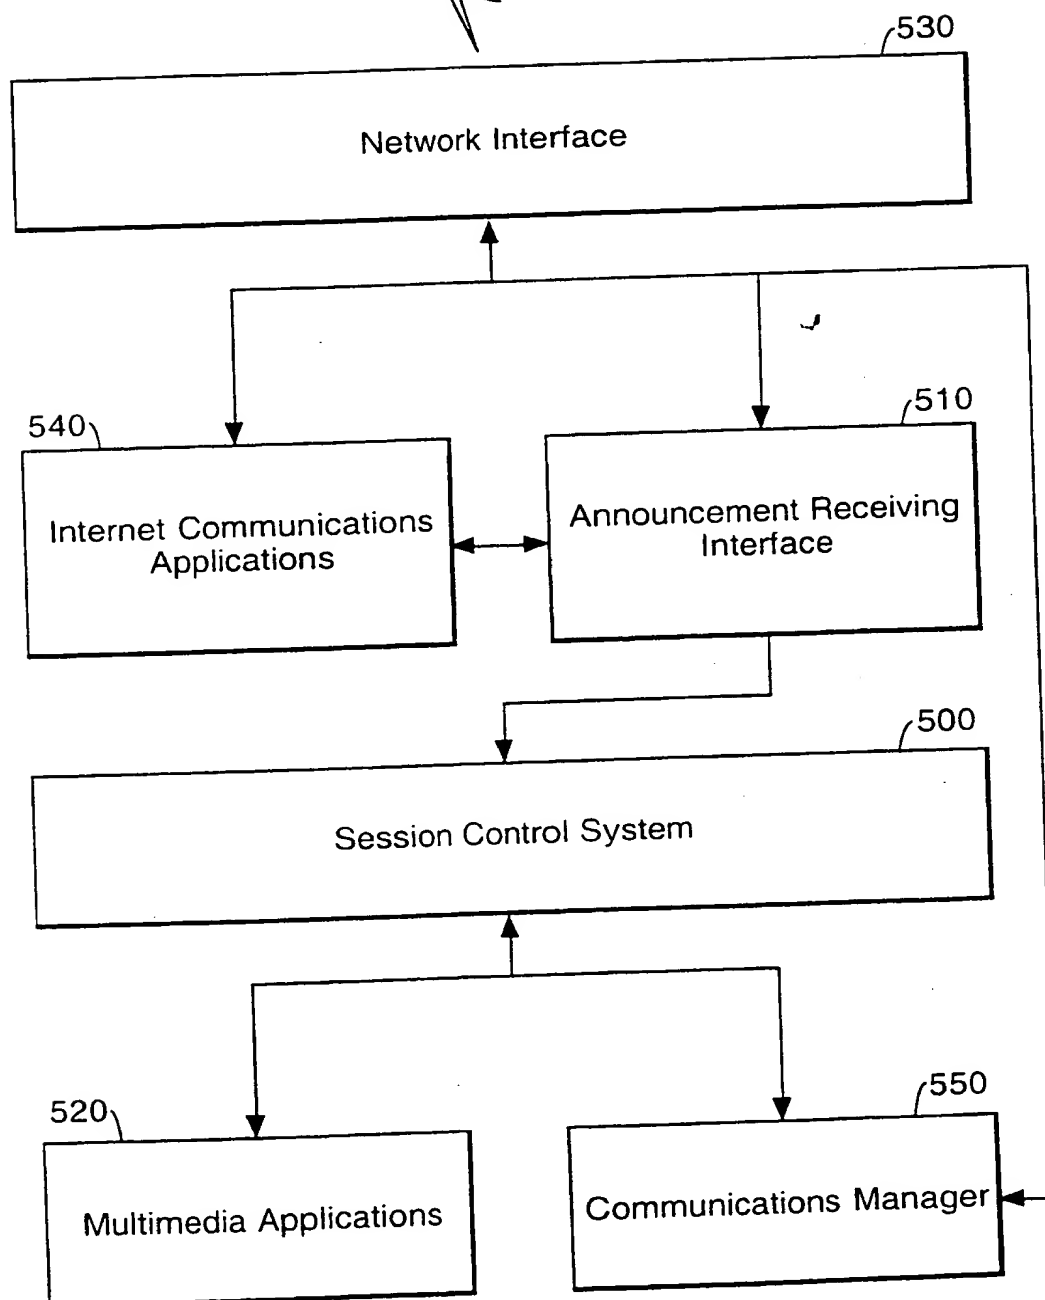 530
Network Interface
540
510
Internet Communications
Applications
Announcement Receiving
Interface
500
Session Control System
520
550
Multimedia Applications
Communications Manager